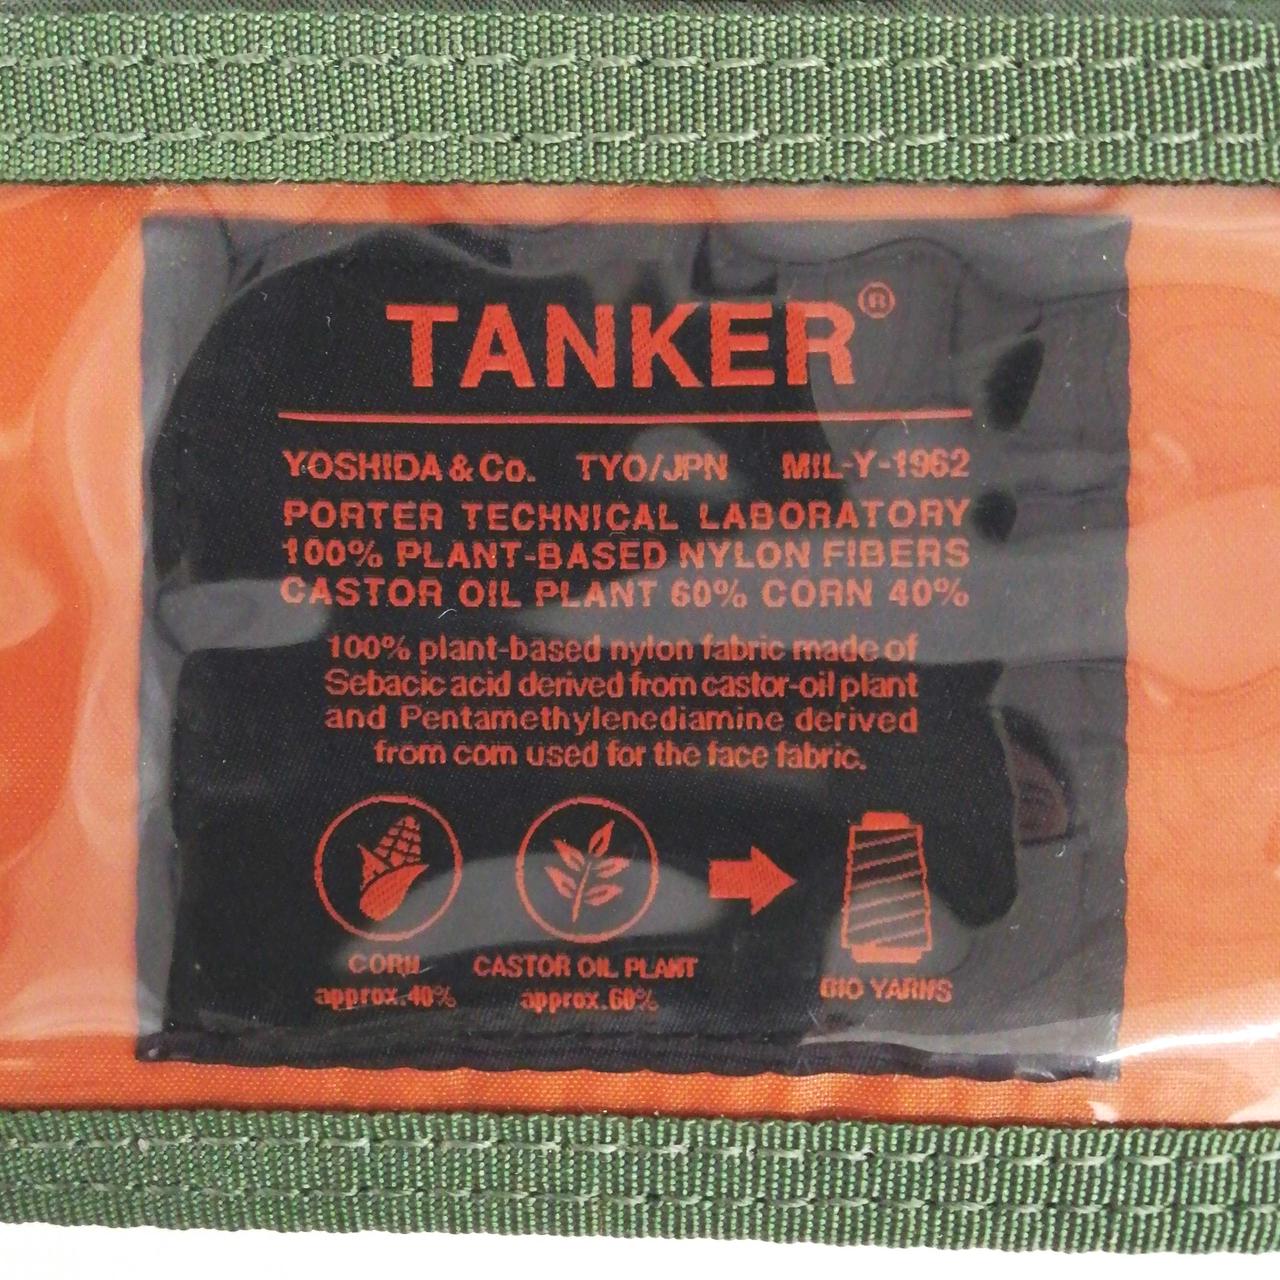 TANKER®
YOSHIDA & Co. TYO/JPN MIL-Y-1962
PORTER TECHNICAL LABORATORY
100% PLANT-BASED NYLON FIBERS
CASTOR OIL PLANT 60% CORN 40%
100% plant-based nylon fabric made of
Sebacic acid derived from castor-oil plant
and Pentamethylenediamine derived
from corn used for the face fabric.
CORN
approx.40%
CASTOR OIL PLANT
approx.60%
BIO YARNS